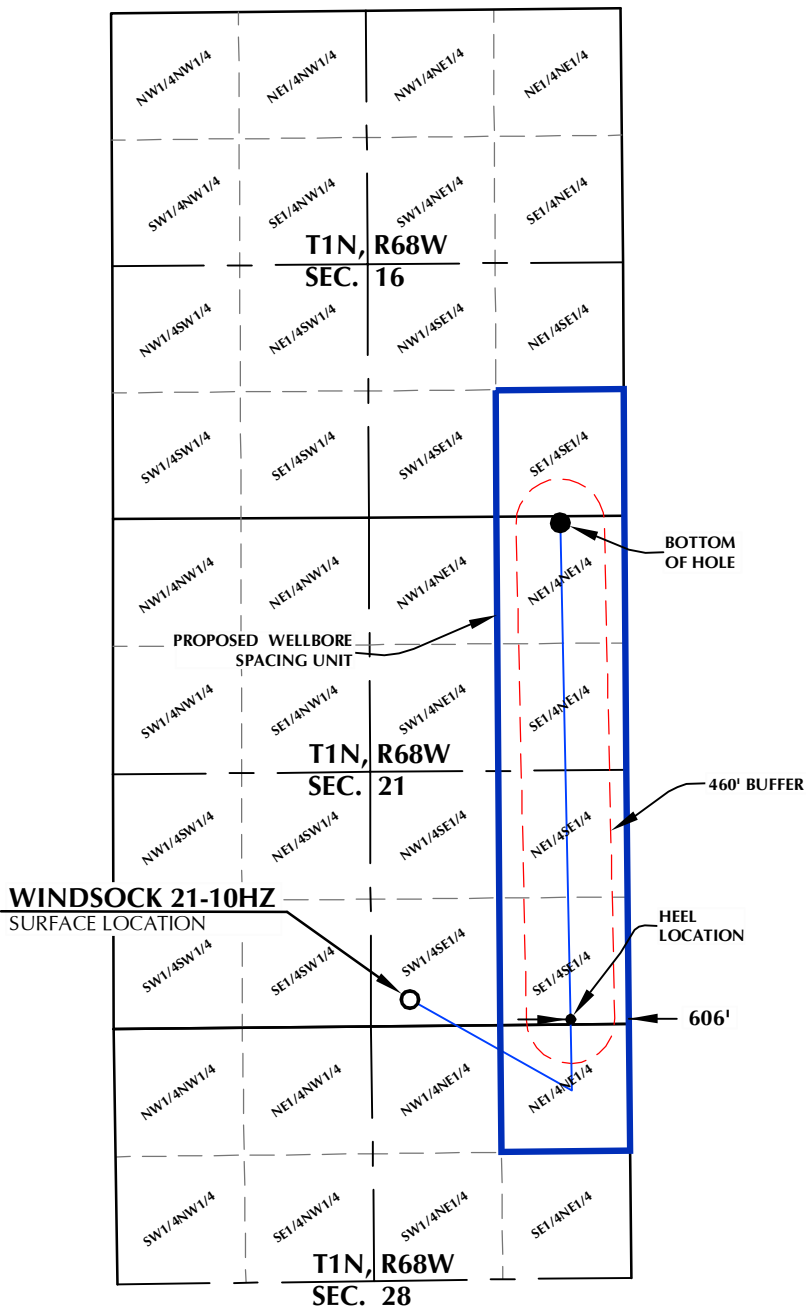 NW1/4NW1/4 NE1/4NW1/4 NW1/4NE1/4 NE1/4NE1/4
SW1/4NW1/4 SE1/4NW1/4 SW1/4NE1/4 SE1/4NE1/4
T1N, R68W
SEC. 16
NW1/4SW1/4 NE1/4SW1/4 NW1/4SE1/4 NE1/4SE1/4
SW1/4SW1/4 SE1/4SW1/4 SW1/4SE1/4 SE1/4SE1/4
BOTTOM
OF HOLE
NW1/4NW1/4 NE1/4NW1/4 NW1/4NE1/4 NE1/4NE1/4
PROPOSED WELLBORE
SPACING UNIT
SW1/4NW1/4 SE1/4NW1/4 SW1/4NE1/4 SE1/4NE1/4
T1N, R68W
SEC. 21
460' BUFFER
NW1/4SW1/4 NE1/4SW1/4 NW1/4SE1/4 NE1/4SE1/4
WINDSOCK 21-10HZ
SURFACE LOCATION
HEEL
LOCATION
SW1/4SW1/4 SE1/4SW1/4 SW1/4SE1/4 SE1/4SE1/4
606'
NW1/4NW1/4 NE1/4NW1/4 NW1/4NE1/4 NE1/4NE1/4
SW1/4NW1/4 SE1/4NW1/4 SW1/4NE1/4 SE1/4NE1/4
T1N, R68W
SEC. 28